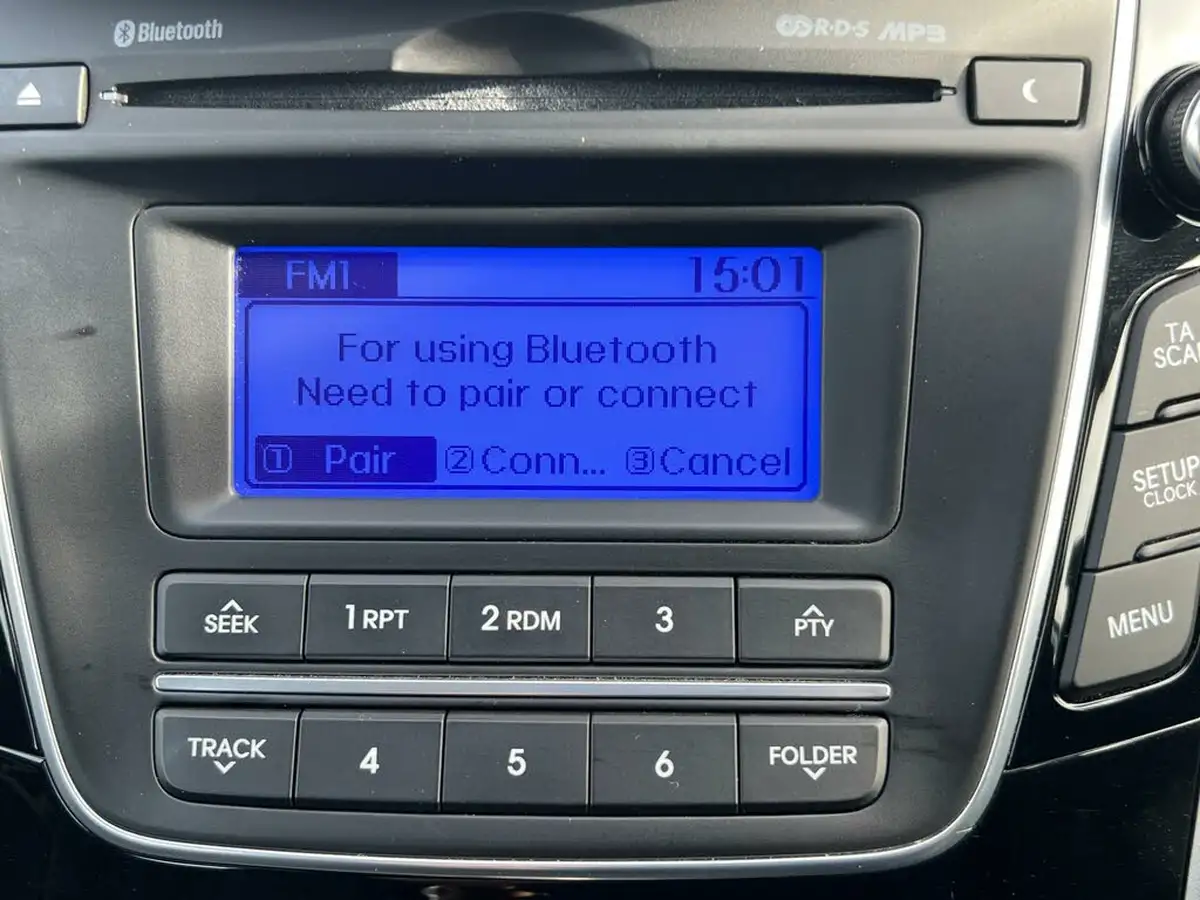 Bluetooth
R·D·S MP3
FM1 15:01
For using Bluetooth
Need to pair or connect
① Pair ② Conn... ③ Cancel
SEEK 1 RPT 2 RDM 3 PTY
TRACK 4 5 6 FOLDER
TA
SCA
SETUP
CLOCK
MENU